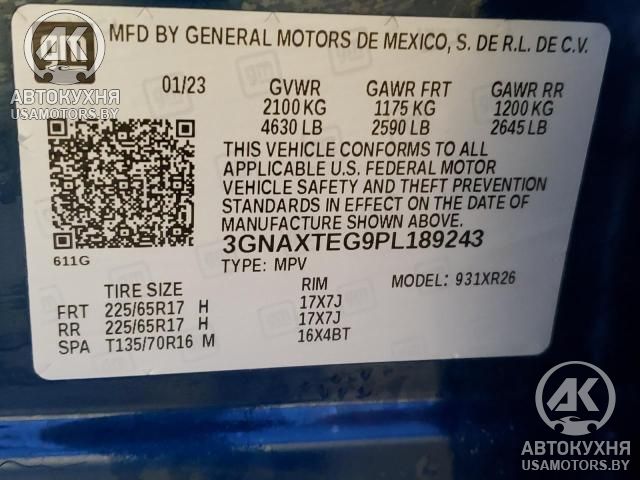 MFD BY GENERAL MOTORS DE MEXICO, S. DE R.L. DE C.V.
01/23 GVWR GAWR FRT GAWR RR
2100 KG 1175 KG 1200 KG
4630 LB 2590 LB 2645 LB
THIS VEHICLE CONFORMS TO ALL
APPLICABLE U.S. FEDERAL MOTOR
VEHICLE SAFETY AND THEFT PREVENTION
STANDARDS IN EFFECT ON THE DATE OF
MANUFACTURE SHOWN ABOVE.
3GNAXTEG9PL189243
611G
TYPE: MPV MODEL: 931XR26
TIRE SIZE RIM
FRT 225/65R17 H 17X7J
RR 225/65R17 H 17X7J
SPA T135/70R16 M 16X4BT
АК
АВТОКУХНЯ
USAMOTORS.BY
АК
АВТОКУХНЯ
USAMOTORS.BY